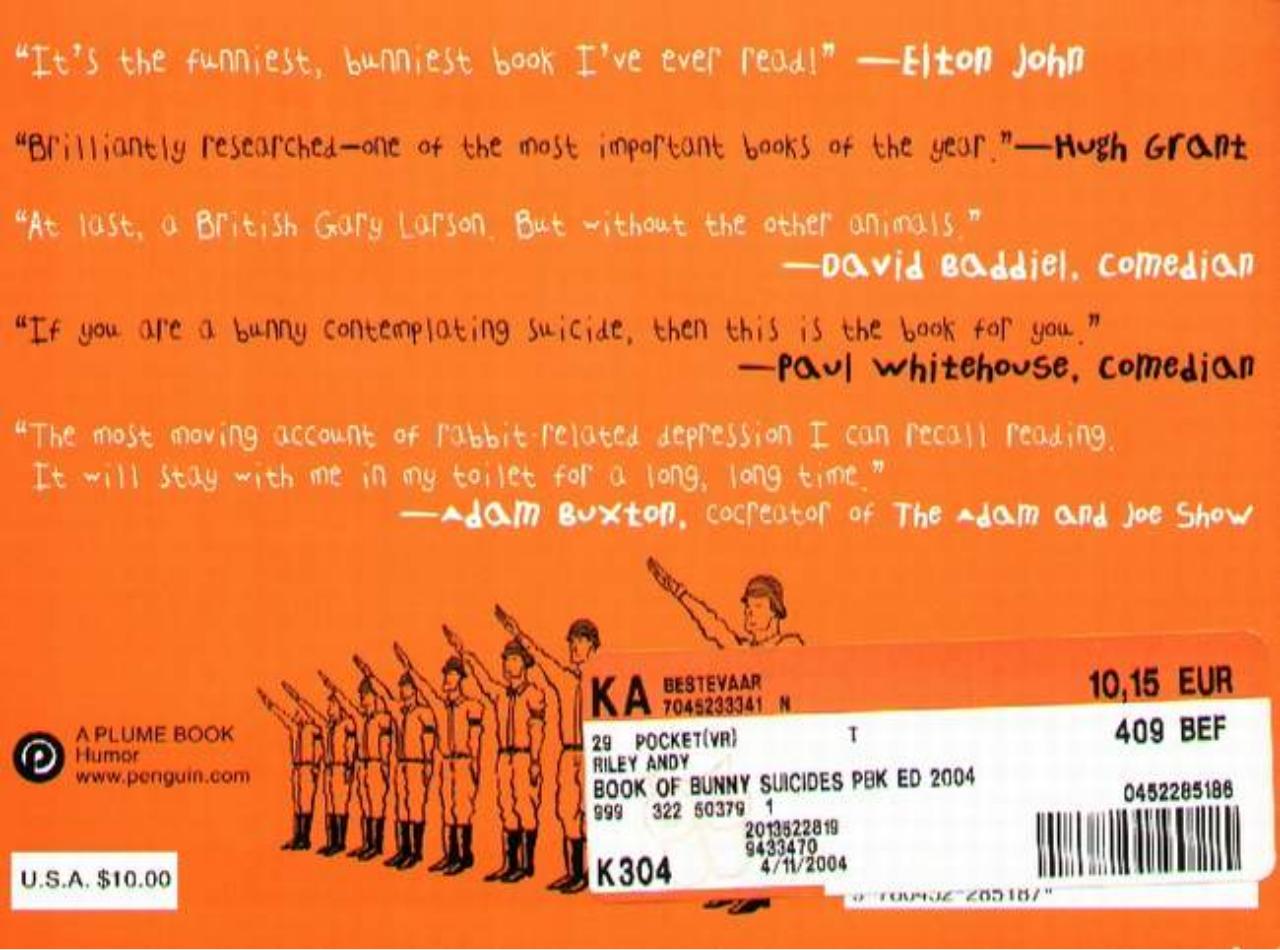 “It's the funniest, bunniest book I've ever read!” —Elton John
“Brilliantly researched—one of the most important books of the year.”—Hugh Grant
“At last, a British Gary Larson. But without the other animals.”
—David Baddiel, comedian
“If you are a bunny contemplating suicide, then this is the book for you.”
—Paul Whitehouse, comedian
“The most moving account of rabbit-related depression I can recall reading.
It will stay with me in my toilet for a long, long time.”
—Adam Buxton, cocreator of The Adam and Joe Show
A PLUME BOOK
Humor
www.penguin.com
U.S.A. $10.00
KA BESTEVAAR 10,15 EUR
7045233341 N
29 POCKET(VR) T 409 BEF
RILEY ANDY
BOOK OF BUNNY SUICIDES PBK ED 2004 0452285186
999 322 50379 1
2013522819
9433470
K304 4/11/2004